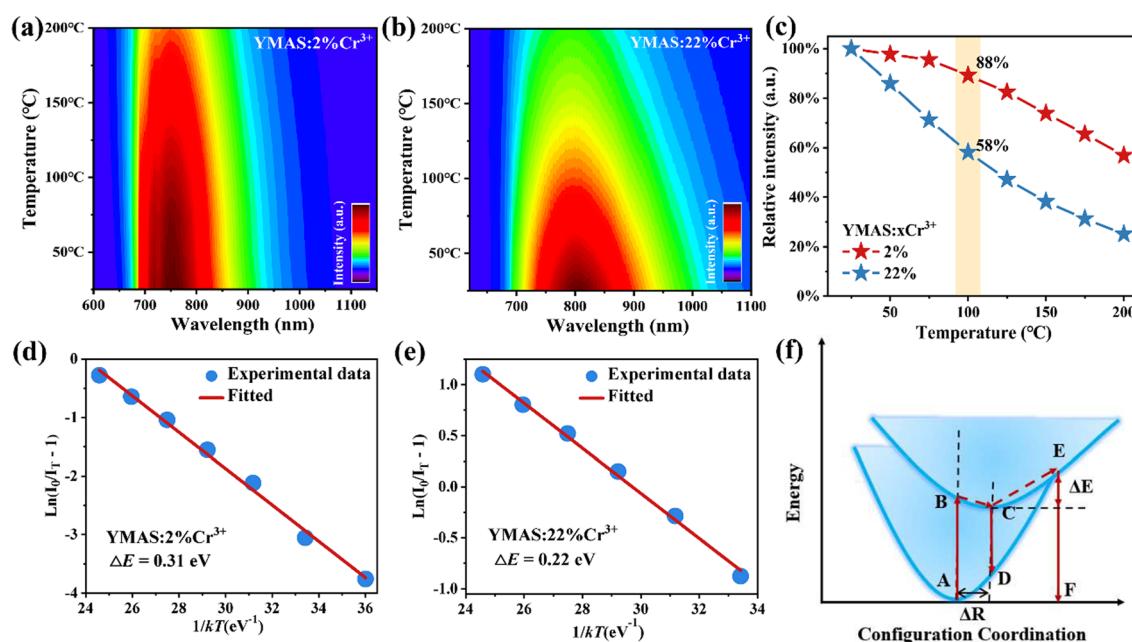 (a)
200°C
150°C
100°C
50°C
Temperature (°C)
YMAS:2%Cr³⁺
Intensity (a.u.)
600
700
800
900
1000
1100
Wavelength (nm)
(b)
200°C
150°C
100°C
50°C
Temperature (°C)
YMAS:22%Cr³⁺
Intensity (a.u.)
700
800
900
1000
1100
Wavelength (nm)
(c)
100%
80%
60%
40%
20%
0%
Relative intensity (a.u.)
88%
58%
YMAS:xCr³⁺
2%
22%
50
100
150
200
Temperature (°C)
(d)
0
-1
-2
-3
-4
Ln(I₀/I_T - 1)
Experimental data
Fitted
YMAS:2%Cr³⁺
△E = 0.31 eV
24
26
28
30
32
34
36
1/kT(eV⁻¹)
(e)
1.0
0.5
0.0
-0.5
-1.0
Ln(I₀/I_T - 1)
Experimental data
Fitted
YMAS:22%Cr³⁺
△E = 0.22 eV
24
26
28
30
32
34
1/kT(eV⁻¹)
(f)
Energy
E
B
ΔE
C
A
D
F
ΔR
Configuration Coordination